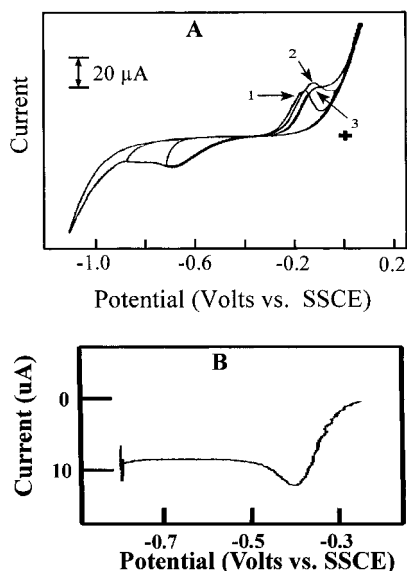 A
20 µA
1
2
3
Current
-1.0
-0.6
-0.2
0.2
Potential (Volts vs. SSCE)
B
Current (uA)
0
10
-0.7
-0.5
-0.3
Potential (Volts vs. SSCE)